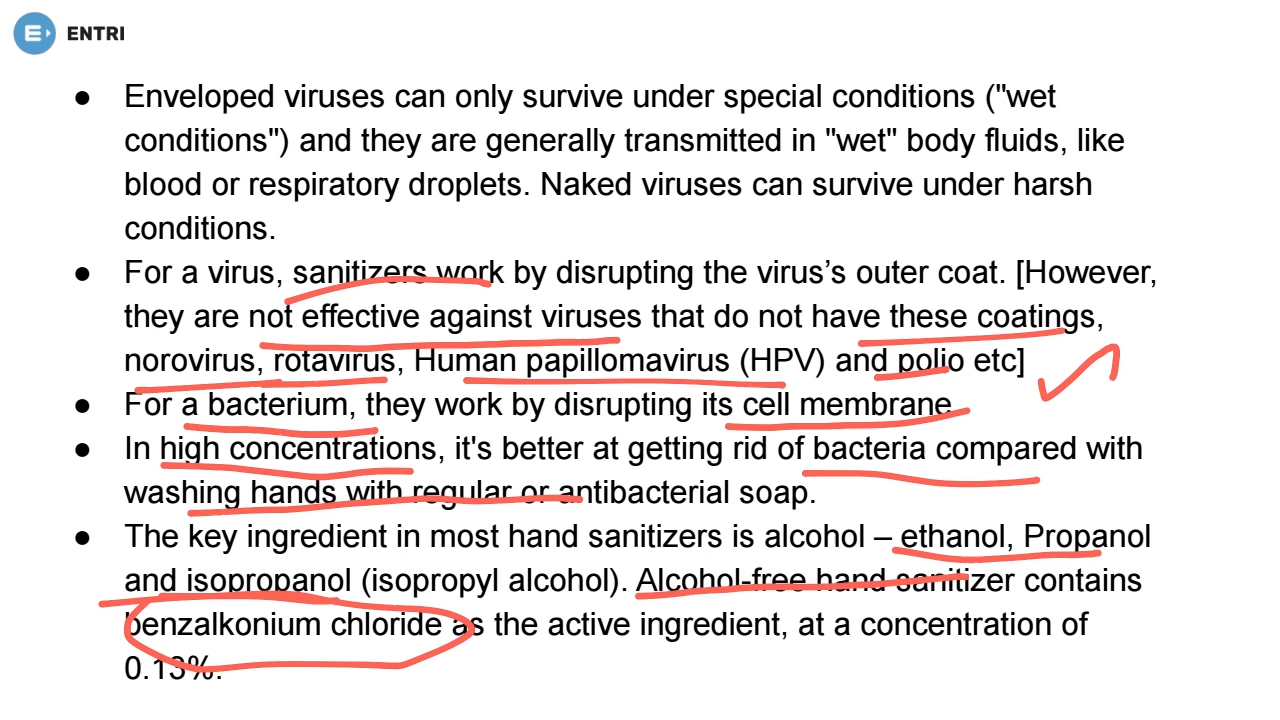 ENTRI
● Enveloped viruses can only survive under special conditions ("wet
conditions") and they are generally transmitted in "wet" body fluids, like
blood or respiratory droplets. Naked viruses can survive under harsh
conditions.
● For a virus, sanitizers work by disrupting the virus’s outer coat. [However,
they are not effective against viruses that do not have these coatings,
norovirus, rotavirus, Human papillomavirus (HPV) and polio etc]
● For a bacterium, they work by disrupting its cell membrane.
● In high concentrations, it's better at getting rid of bacteria compared with
washing hands with regular or antibacterial soap.
● The key ingredient in most hand sanitizers is alcohol – ethanol, Propanol
and isopropanol (isopropyl alcohol). Alcohol-free hand sanitizer contains
benzalkonium chloride as the active ingredient, at a concentration of
0.13%.